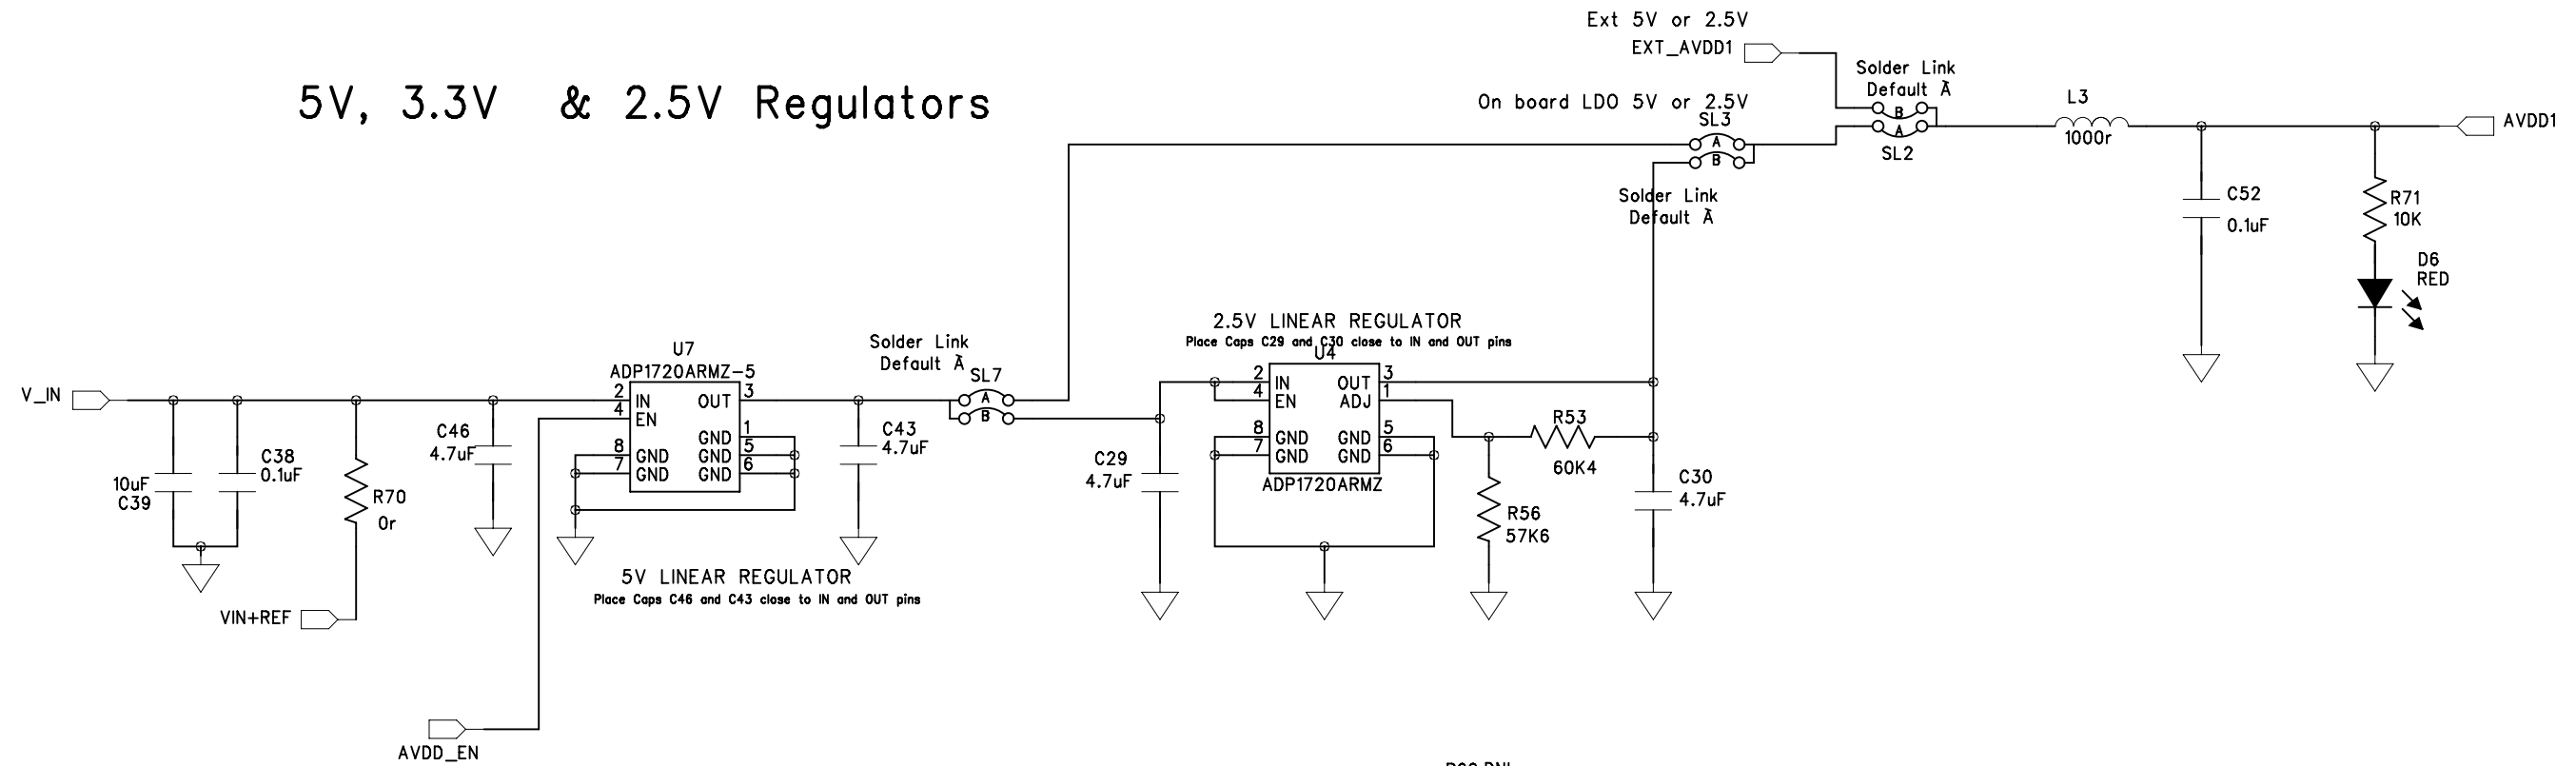 Ext 5V or 2.5V
EXT_AVDD1
Solder Link
Default A
B
A
SL2
L3
1000r
AVDD1
5V, 3.3V & 2.5V Regulators
On board LDO 5V or 2.5V
SL3
A
B
Solder Link
Default A
C52
0.1uF
R71
10K
D6
RED
V_IN
10uF
C39
C38
0.1uF
R70
0r
VIN+REF
C46
4.7uF
AVDD_EN
U7
ADP1720ARMZ-5
2 IN OUT 3
4 EN
GND 1
8 GND GND 5
7 GND GND 6
5V LINEAR REGULATOR
Place Caps C46 and C43 close to IN and OUT pins
C43
4.7uF
Solder Link
Default A
SL7
A
B
C29
4.7uF
2.5V LINEAR REGULATOR
Place Caps C29 and C30 close to IN and OUT pins
U4
2 IN OUT 3
4 EN ADJ 1
8 GND GND 5
7 GND GND 6
ADP1720ARMZ
R53
60K4
R56
57K6
C30
4.7uF